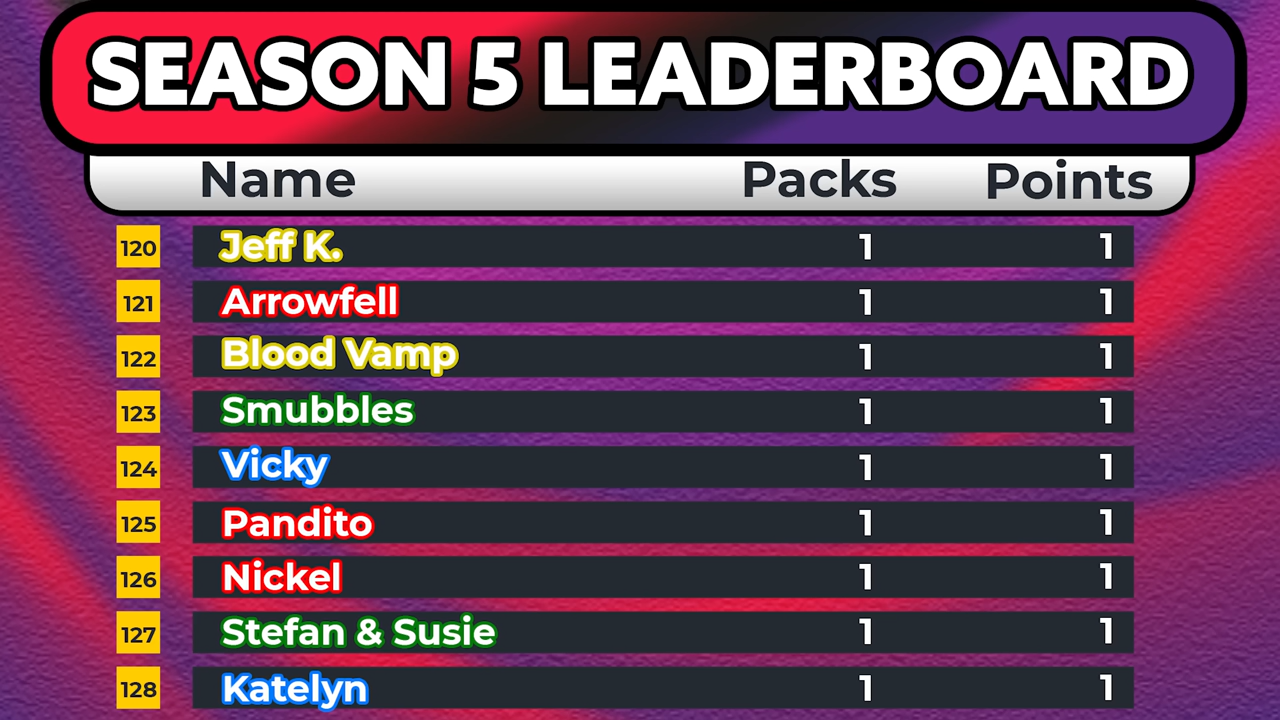 SEASON 5 LEADERBOARD
Name Packs Points
120 Jeff K. 1 1
121 Arrowfell 1 1
122 Blood Vamp 1 1
123 Smubbles 1 1
124 Vicky 1 1
125 Pandito 1 1
126 Nickel 1 1
127 Stefan & Susie 1 1
128 Katelyn 1 1